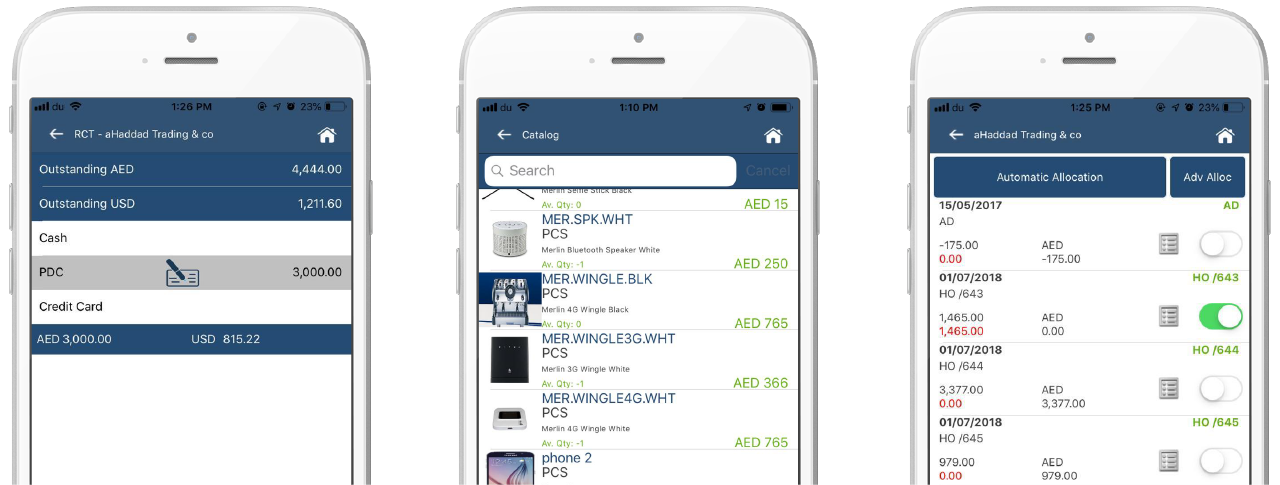 du 1:26 PM 23%
RCT - aHaddad Trading & co
Outstanding AED 4,444.00
Outstanding USD 1,211.60
Cash
PDC 3,000.00
Credit Card
AED 3,000.00 USD 815.22
du 1:10 PM
Catalog
Search Cancel
Merlin Selfie Stick Black
Av. Qty: 0 AED 15
MER.SPK.WHT
PCS
Merlin Bluetooth Speaker White
Av. Qty: -1 AED 250
MER.WINGLE.BLK
PCS
Merlin 4G Wingle Black
Av. Qty: 0 AED 765
MER.WINGLE3G.WHT
PCS
Merlin 3G Wingle White
Av. Qty: -1 AED 366
MER.WINGLE4G.WHT
PCS
Merlin 4G Wingle White
Av. Qty: -1 AED 765
phone 2
PCS
du 1:25 PM 23%
aHaddad Trading & co
Automatic Allocation Adv Alloc
15/05/2017 AD
AD
-175.00 AED
0.00 -175.00
01/07/2018 HO /643
HO /643
1,465.00 AED
1,465.00 0.00
01/07/2018 HO /644
HO /644
3,377.00 AED
0.00 3,377.00
01/07/2018 HO /645
HO /645
979.00 AED
0.00 979.00